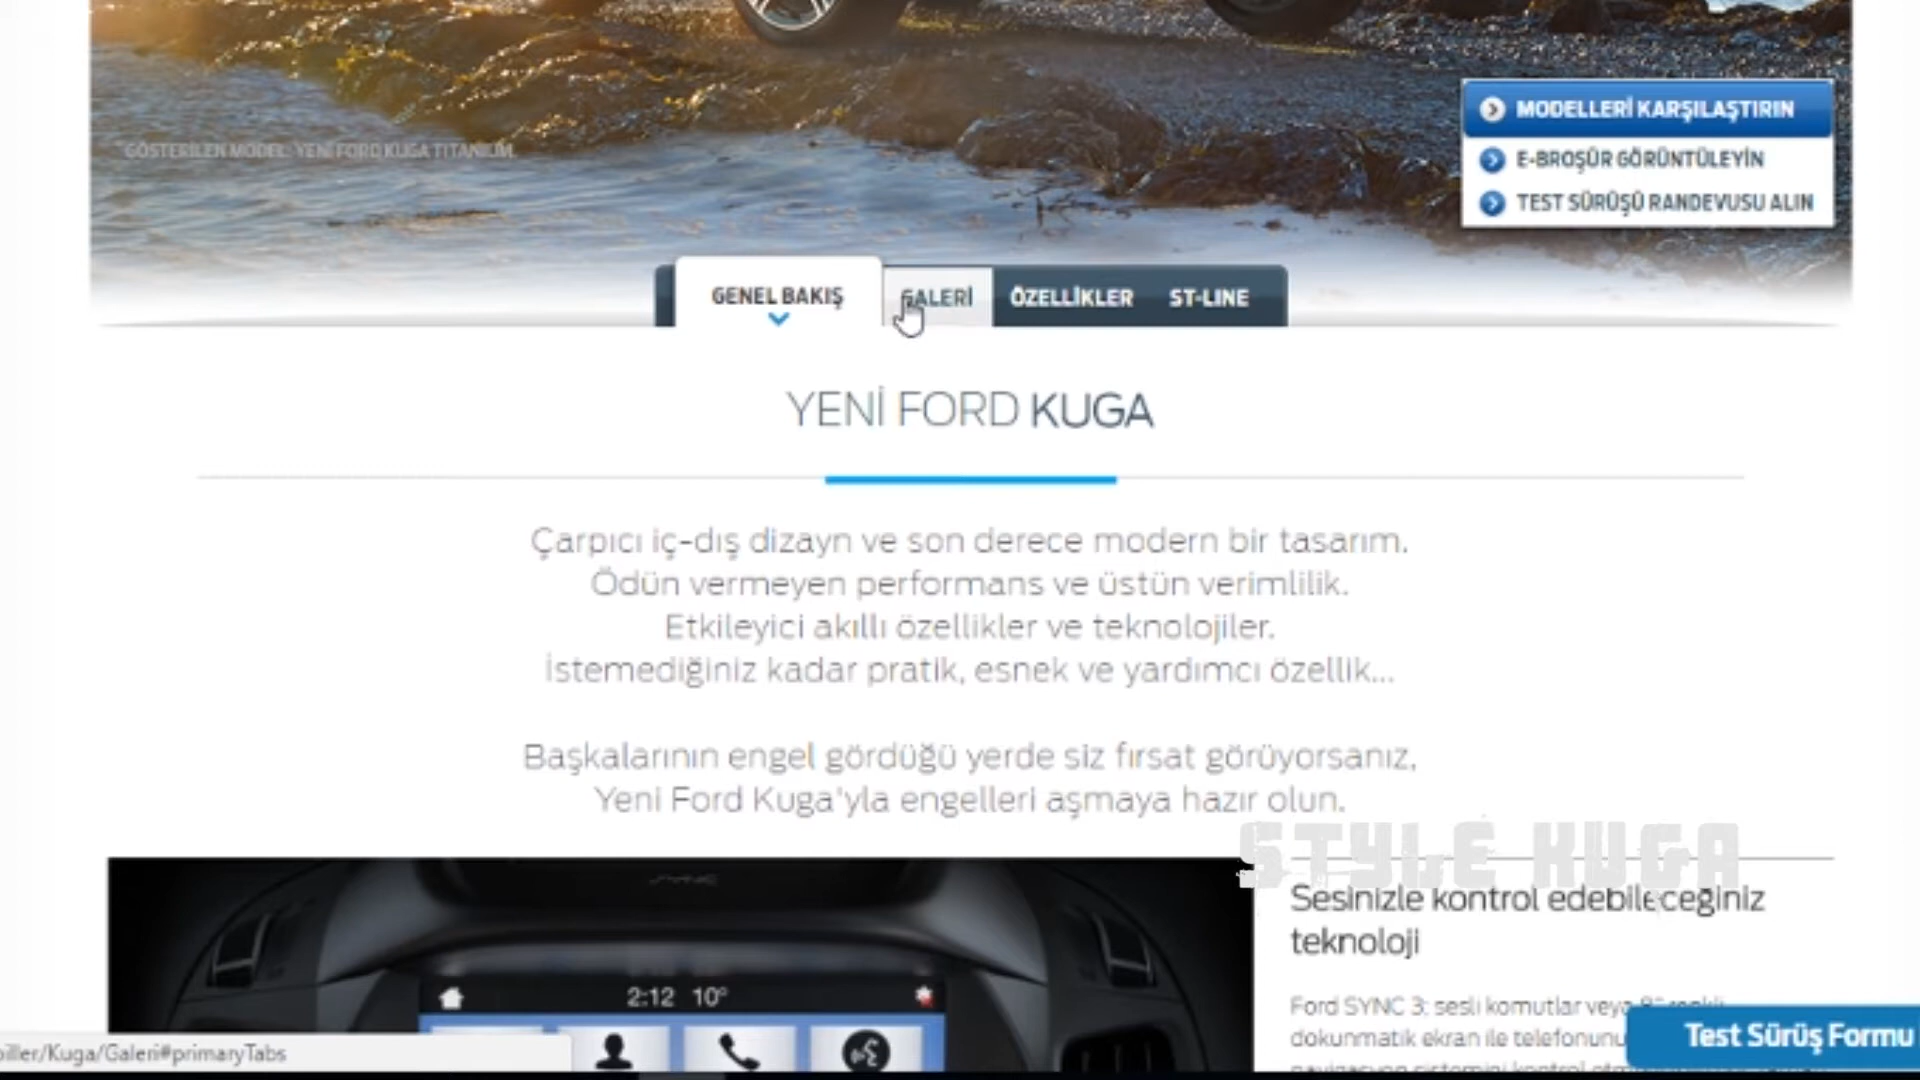 MODELLERİ KARŞILAŞTIRIN
E-BROŞÜR GÖRÜNTÜLEYİN
TEST SÜRÜŞÜ RANDEVUSU ALIN
GÖSTERİLEN MODEL: YENİ FORD KUGA TITANIUM
GENEL BAKIŞ GALERİ ÖZELLİKLER ST-LINE
YENİ FORD KUGA
Çarpıcı iç-dış dizayn ve son derece modern bir tasarım.
Ödün vermeyen performans ve üstün verimlilik.
Etkileyici akıllı özellikler ve teknolojiler.
İstemediğiniz kadar pratik, esnek ve yardımcı özellik...
Başkalarının engel gördüğü yerde siz fırsat görüyorsanız,
Yeni Ford Kuga'yla engelleri aşmaya hazır olun.
STYLE KUGA
Sesinizle kontrol edebileceğiniz
teknoloji
SYNC
2:12 10°
Ford SYNC 3: sesli komutlar veya 8" renkli
dokunmatik ekran ile
Test Sürüş Formu
iller/Kuga/Galeri#primaryTabs